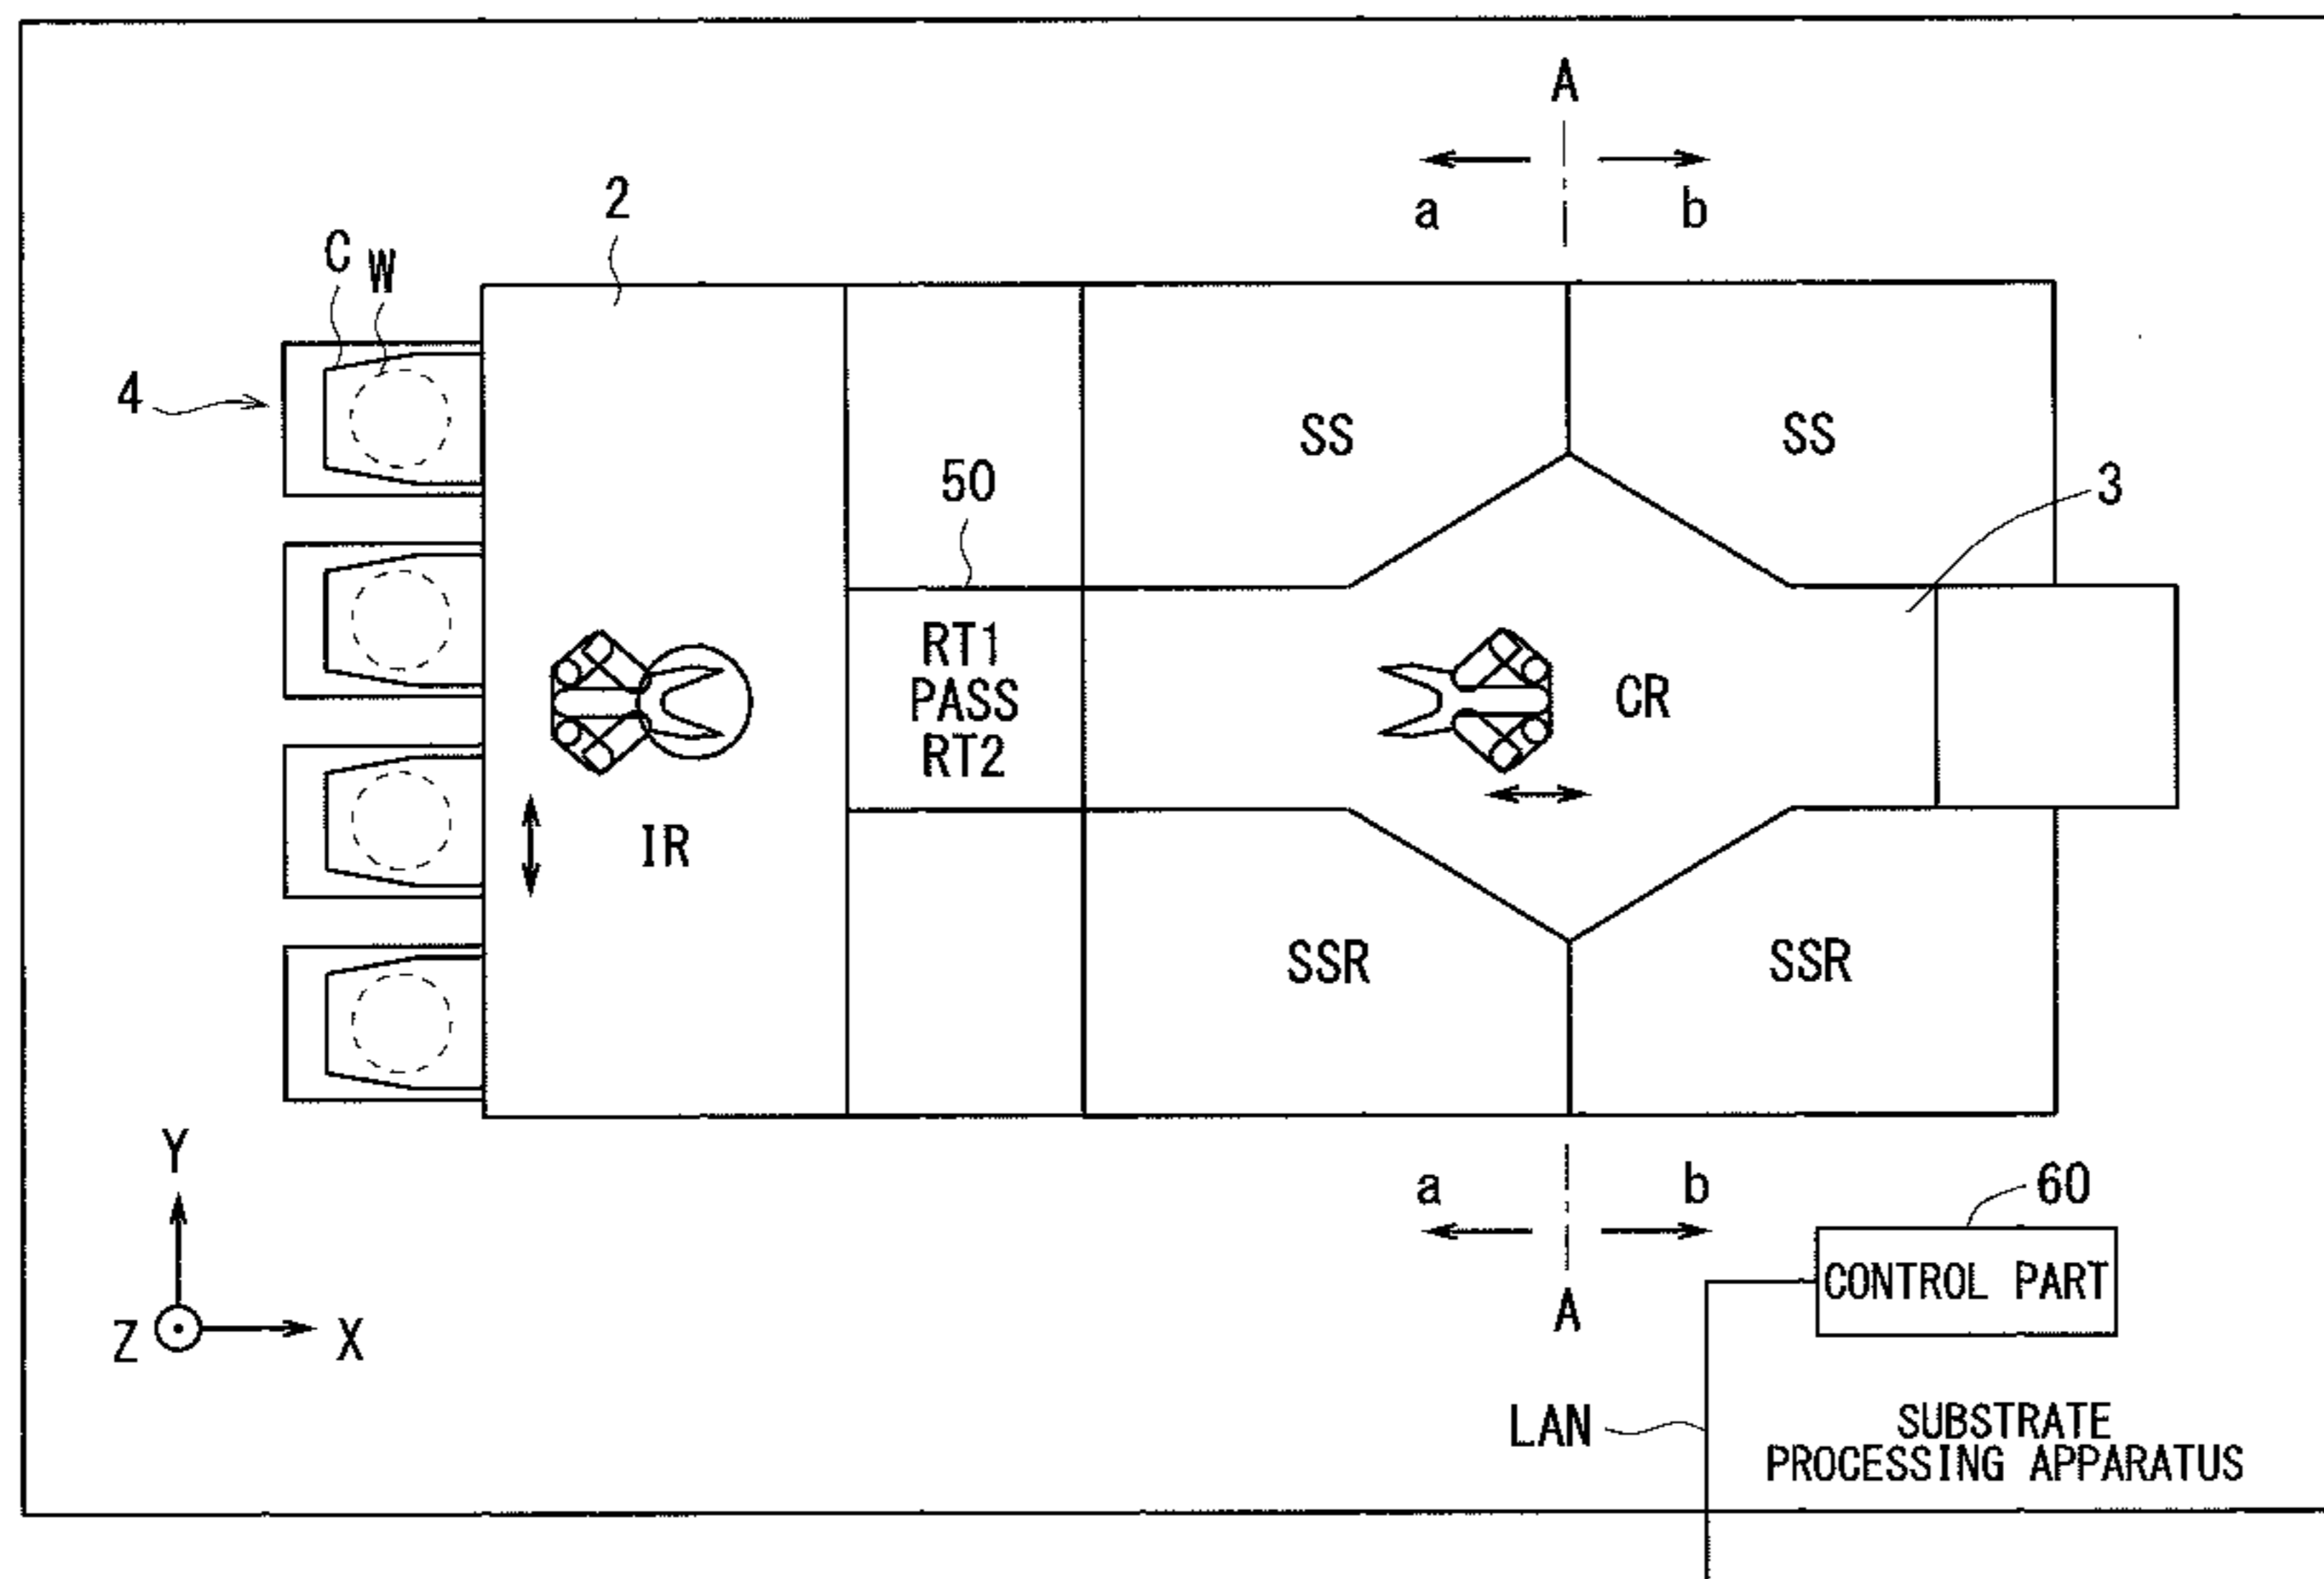 A
a b
2
C W
4
SS SS
50
3
RT1
PASS
RT2
CR
IR
SSR SSR
Y
Z X
a b
A
60
CONTROL PART
LAN
SUBSTRATE
PROCESSING APPARATUS